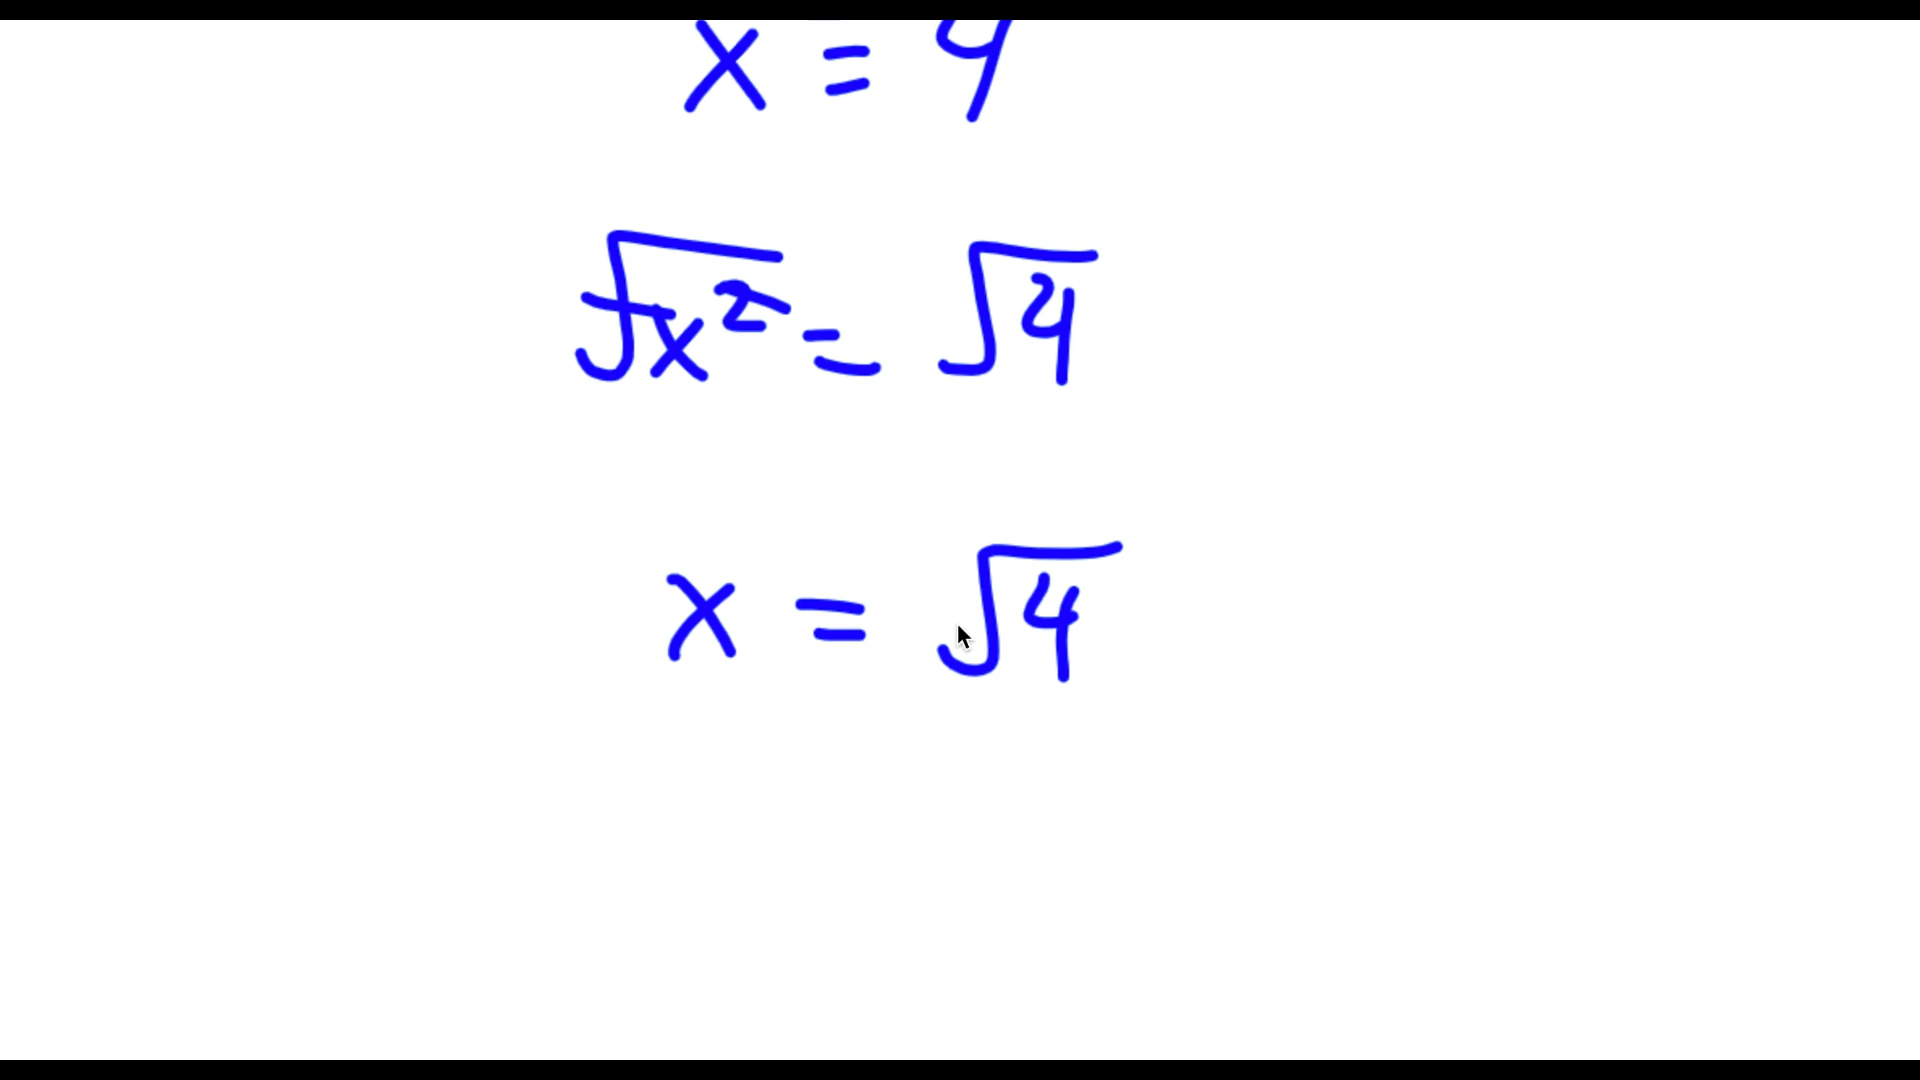 x = 4
√x² = √4
x = √4